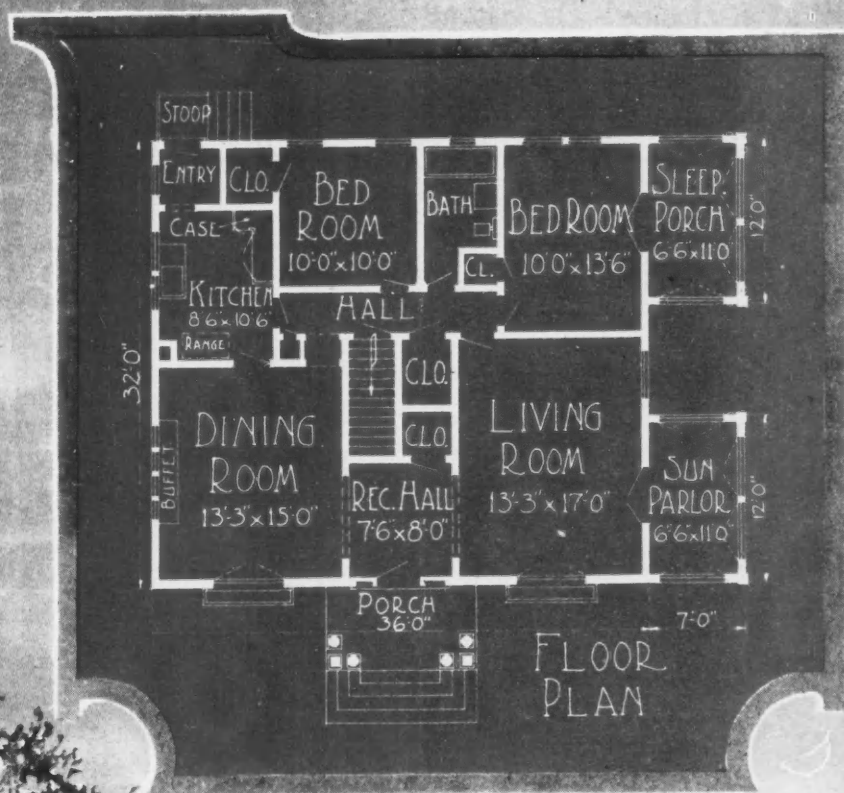 STOOP
ENTRY
CLO.
BED
ROOM
10'·0"x10'·0"
BATH
BED ROOM
10'·0"x13'·6"
SLEEP.
PORCH
6'·6"x11'·0"
12'·0"
CASE
CL.
KITCHEN
8'·6"x10'·6"
HALL
RANGE
32'·0"
CLO.
CLO.
DINING
ROOM
13'·3"x15'·0"
BUFFET
LIVING
ROOM
13'·3"x17'·0"
REC. HALL
7'·6"x8'·0"
SUN
PARLOR
6'·6"x11'·0"
12'·0"
PORCH
36'·0"
7'·0"
FLOOR
PLAN